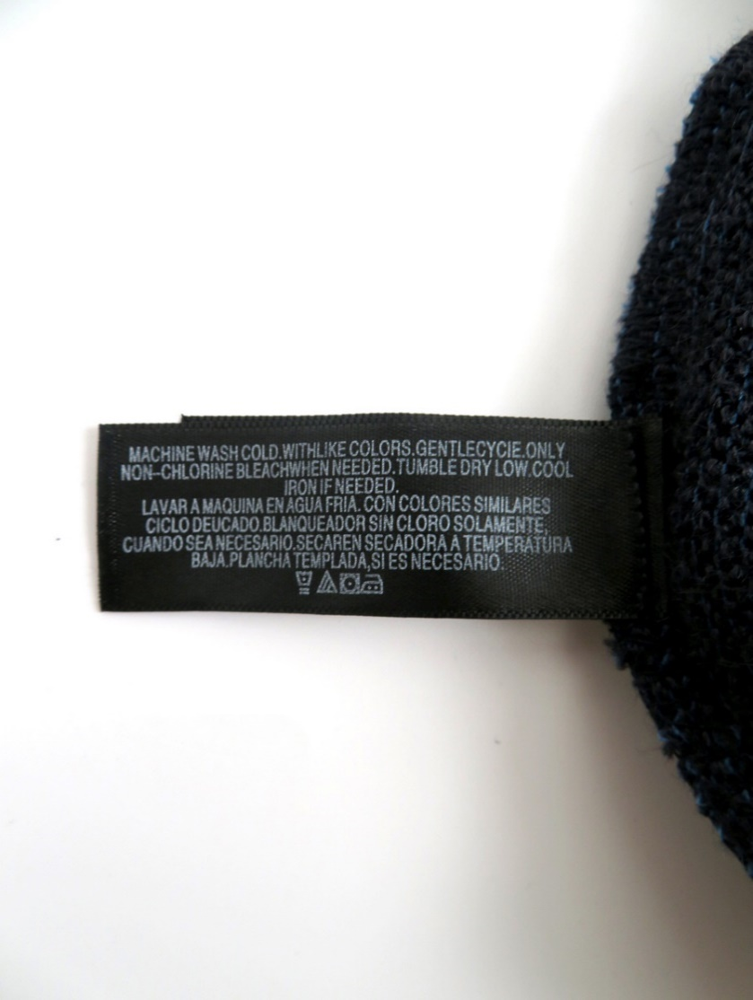 MACHINE WASH COLD.WITHLIKE COLORS.GENTLECYCIE.ONLY
NON-CHLORINE BLEACHWHEN NEEDED.TUMBLE DRY LOW.COOL
IRON IF NEEDED.
LAVAR A MAQUINA EN AGUA FRIA. CON COLORES SIMILARES
CICLO DEUCADO.BLANQUEADOR SIN CLORO SOLAMENTE,
CUANDO SEA NECESARIO.SECAREN SECADORA A TEMPERATURA
BAJA.PLANCHA TEMPLADA,SI ES NECESARIO.